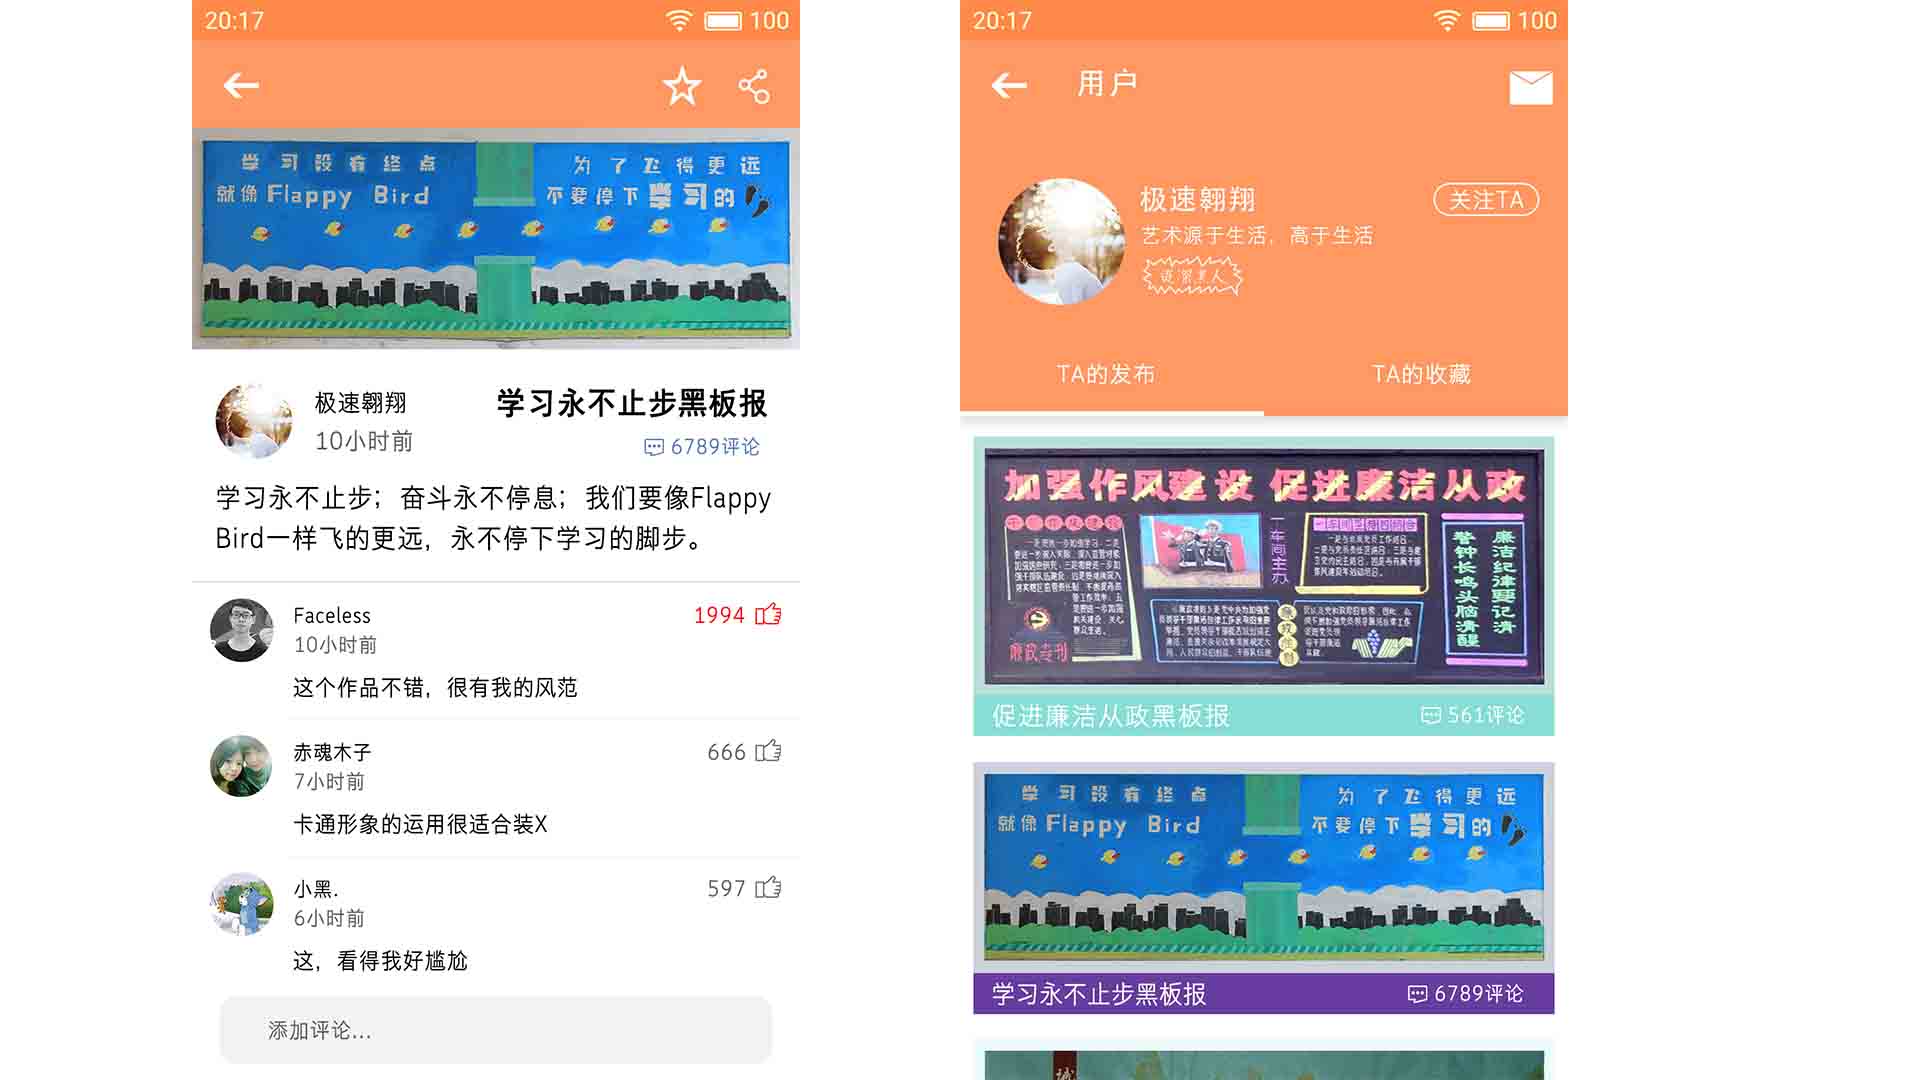 20:17
100
学习没有终点
就像Flappy Bird
为了飞得更远
不要停下学习的
极速翱翔
10小时前
学习永不止步黑板报
6789评论
学习永不止步；奋斗永不停息；我们要像Flappy
Bird一样飞的更远，永不停下学习的脚步。
Faceless
1994
10小时前
这个作品不错，很有我的风范
赤魂木子
666
7小时前
卡通形象的运用很适合装X
小黑.
597
6小时前
这，看得我好尴尬
添加评论...
20:17
100
用户
极速翱翔
关注TA
艺术源于生活，高于生活
资深黑人
TA的发布
TA的收藏
加强作风建设 促进廉洁从政
一车间主办
廉洁纪律要记清
警钟长鸣头脑清醒
廉政专刊
促进廉洁从政黑板报
561评论
学习没有终点
就像Flappy Bird
为了飞得更远
不要停下学习的
学习永不止步黑板报
6789评论
诚